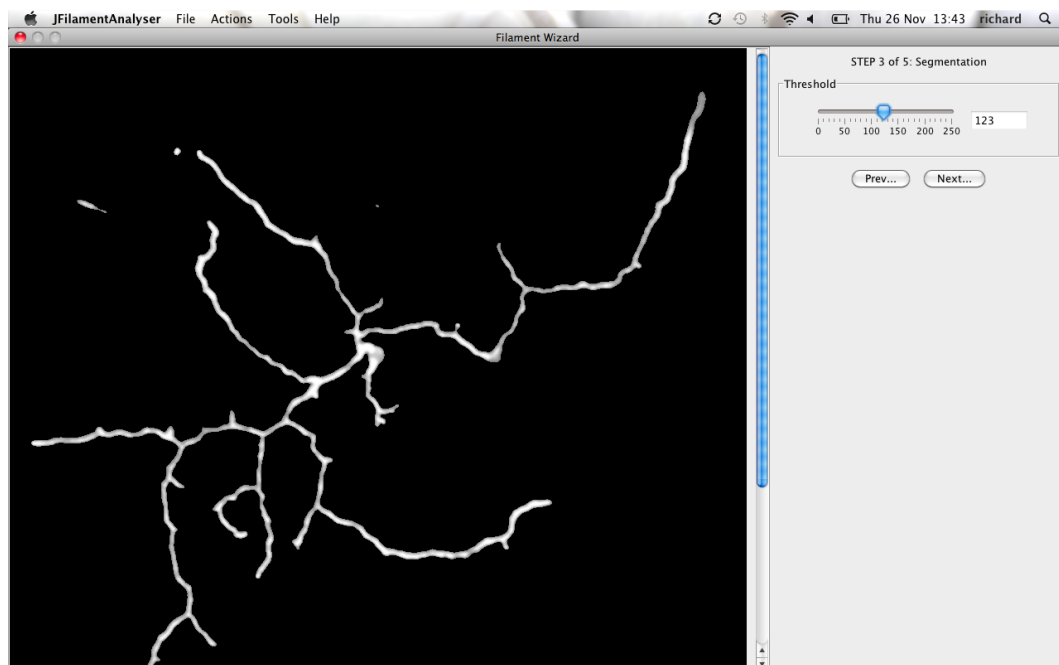 JFilamentAnalyser File Actions Tools Help Thu 26 Nov 13:43 richard
Filament Wizard
STEP 3 of 5: Segmentation
Threshold
123
0 50 100 150 200 250
Prev... Next...